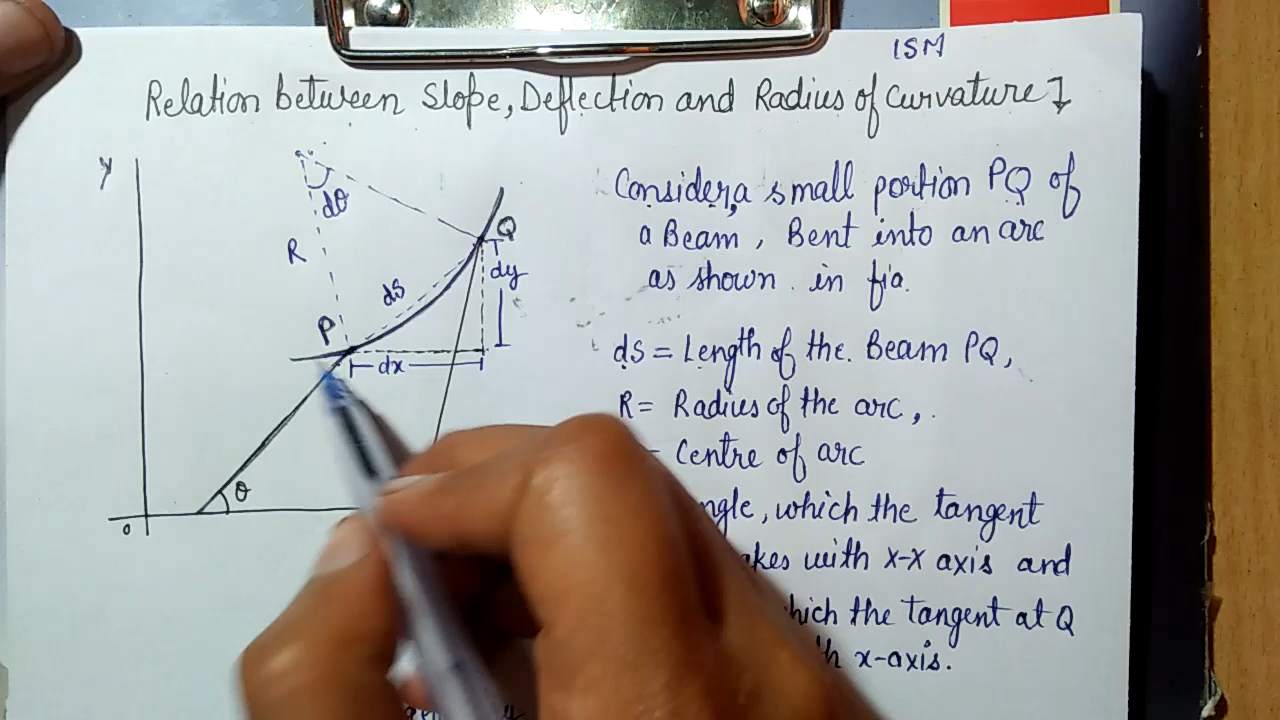 ISM
Relation between Slope, Deflection and Radius of Curvature
y
dθ
R
Q
ds
dy
P
dx
θ
o
Consider, a small portion PQ of
a Beam, Bent into an arc
as shown. in fig.
ds = Length of the. Beam PQ,
R = Radius of the arc,.
Centre of arc
ngle, which the tangent
akes with x-x axis and
hich the tangent at Q
x-axis.